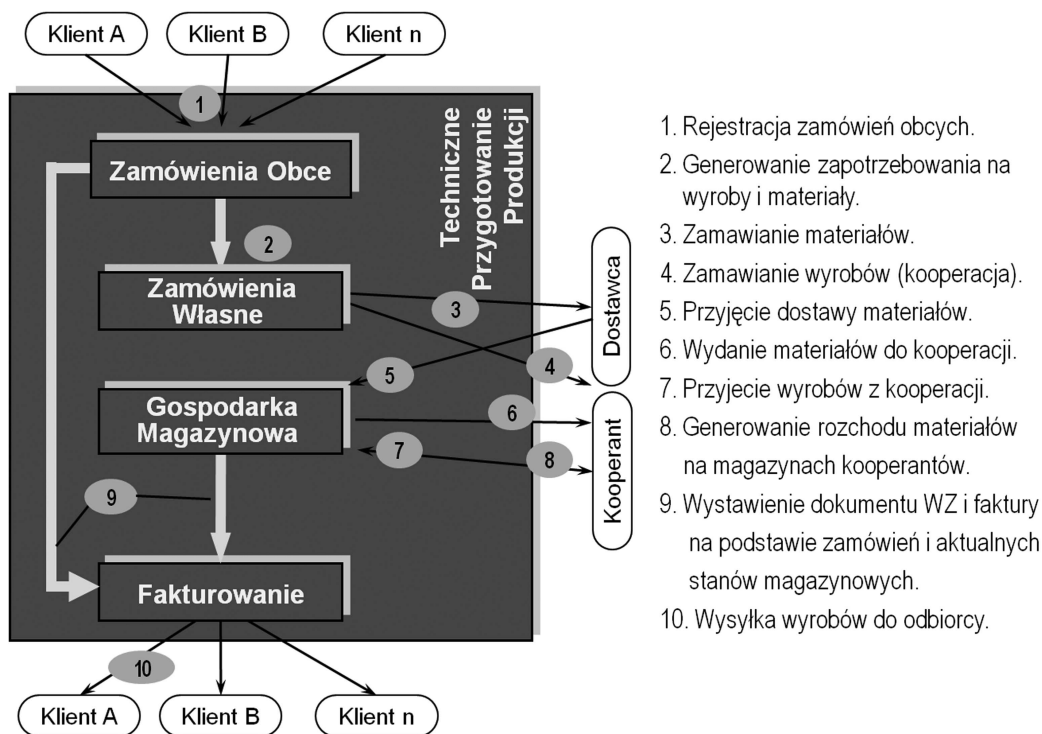 Klient A
Klient B
Klient n
1
Techniczne
Przygotowanie
Produkcji
Zamówienia Obce
2
Zamówienia
Własne
3
Dostawca
4
5
Gospodarka
Magazynowa
6
7
8
Kooperant
9
Fakturowanie
10
Klient A
Klient B
Klient n
1. Rejestracja zamówień obcych.
2. Generowanie zapotrzebowania na
wyroby i materiały.
3. Zamawianie materiałów.
4. Zamawianie wyrobów (kooperacja).
5. Przyjęcie dostawy materiałów.
6. Wydanie materiałów do kooperacji.
7. Przyjecie wyrobów z kooperacji.
8. Generowanie rozchodu materiałów
na magazynach kooperantów.
9. Wystawienie dokumentu WZ i faktury
na podstawie zamówień i aktualnych
stanów magazynowych.
10. Wysyłka wyrobów do odbiorcy.